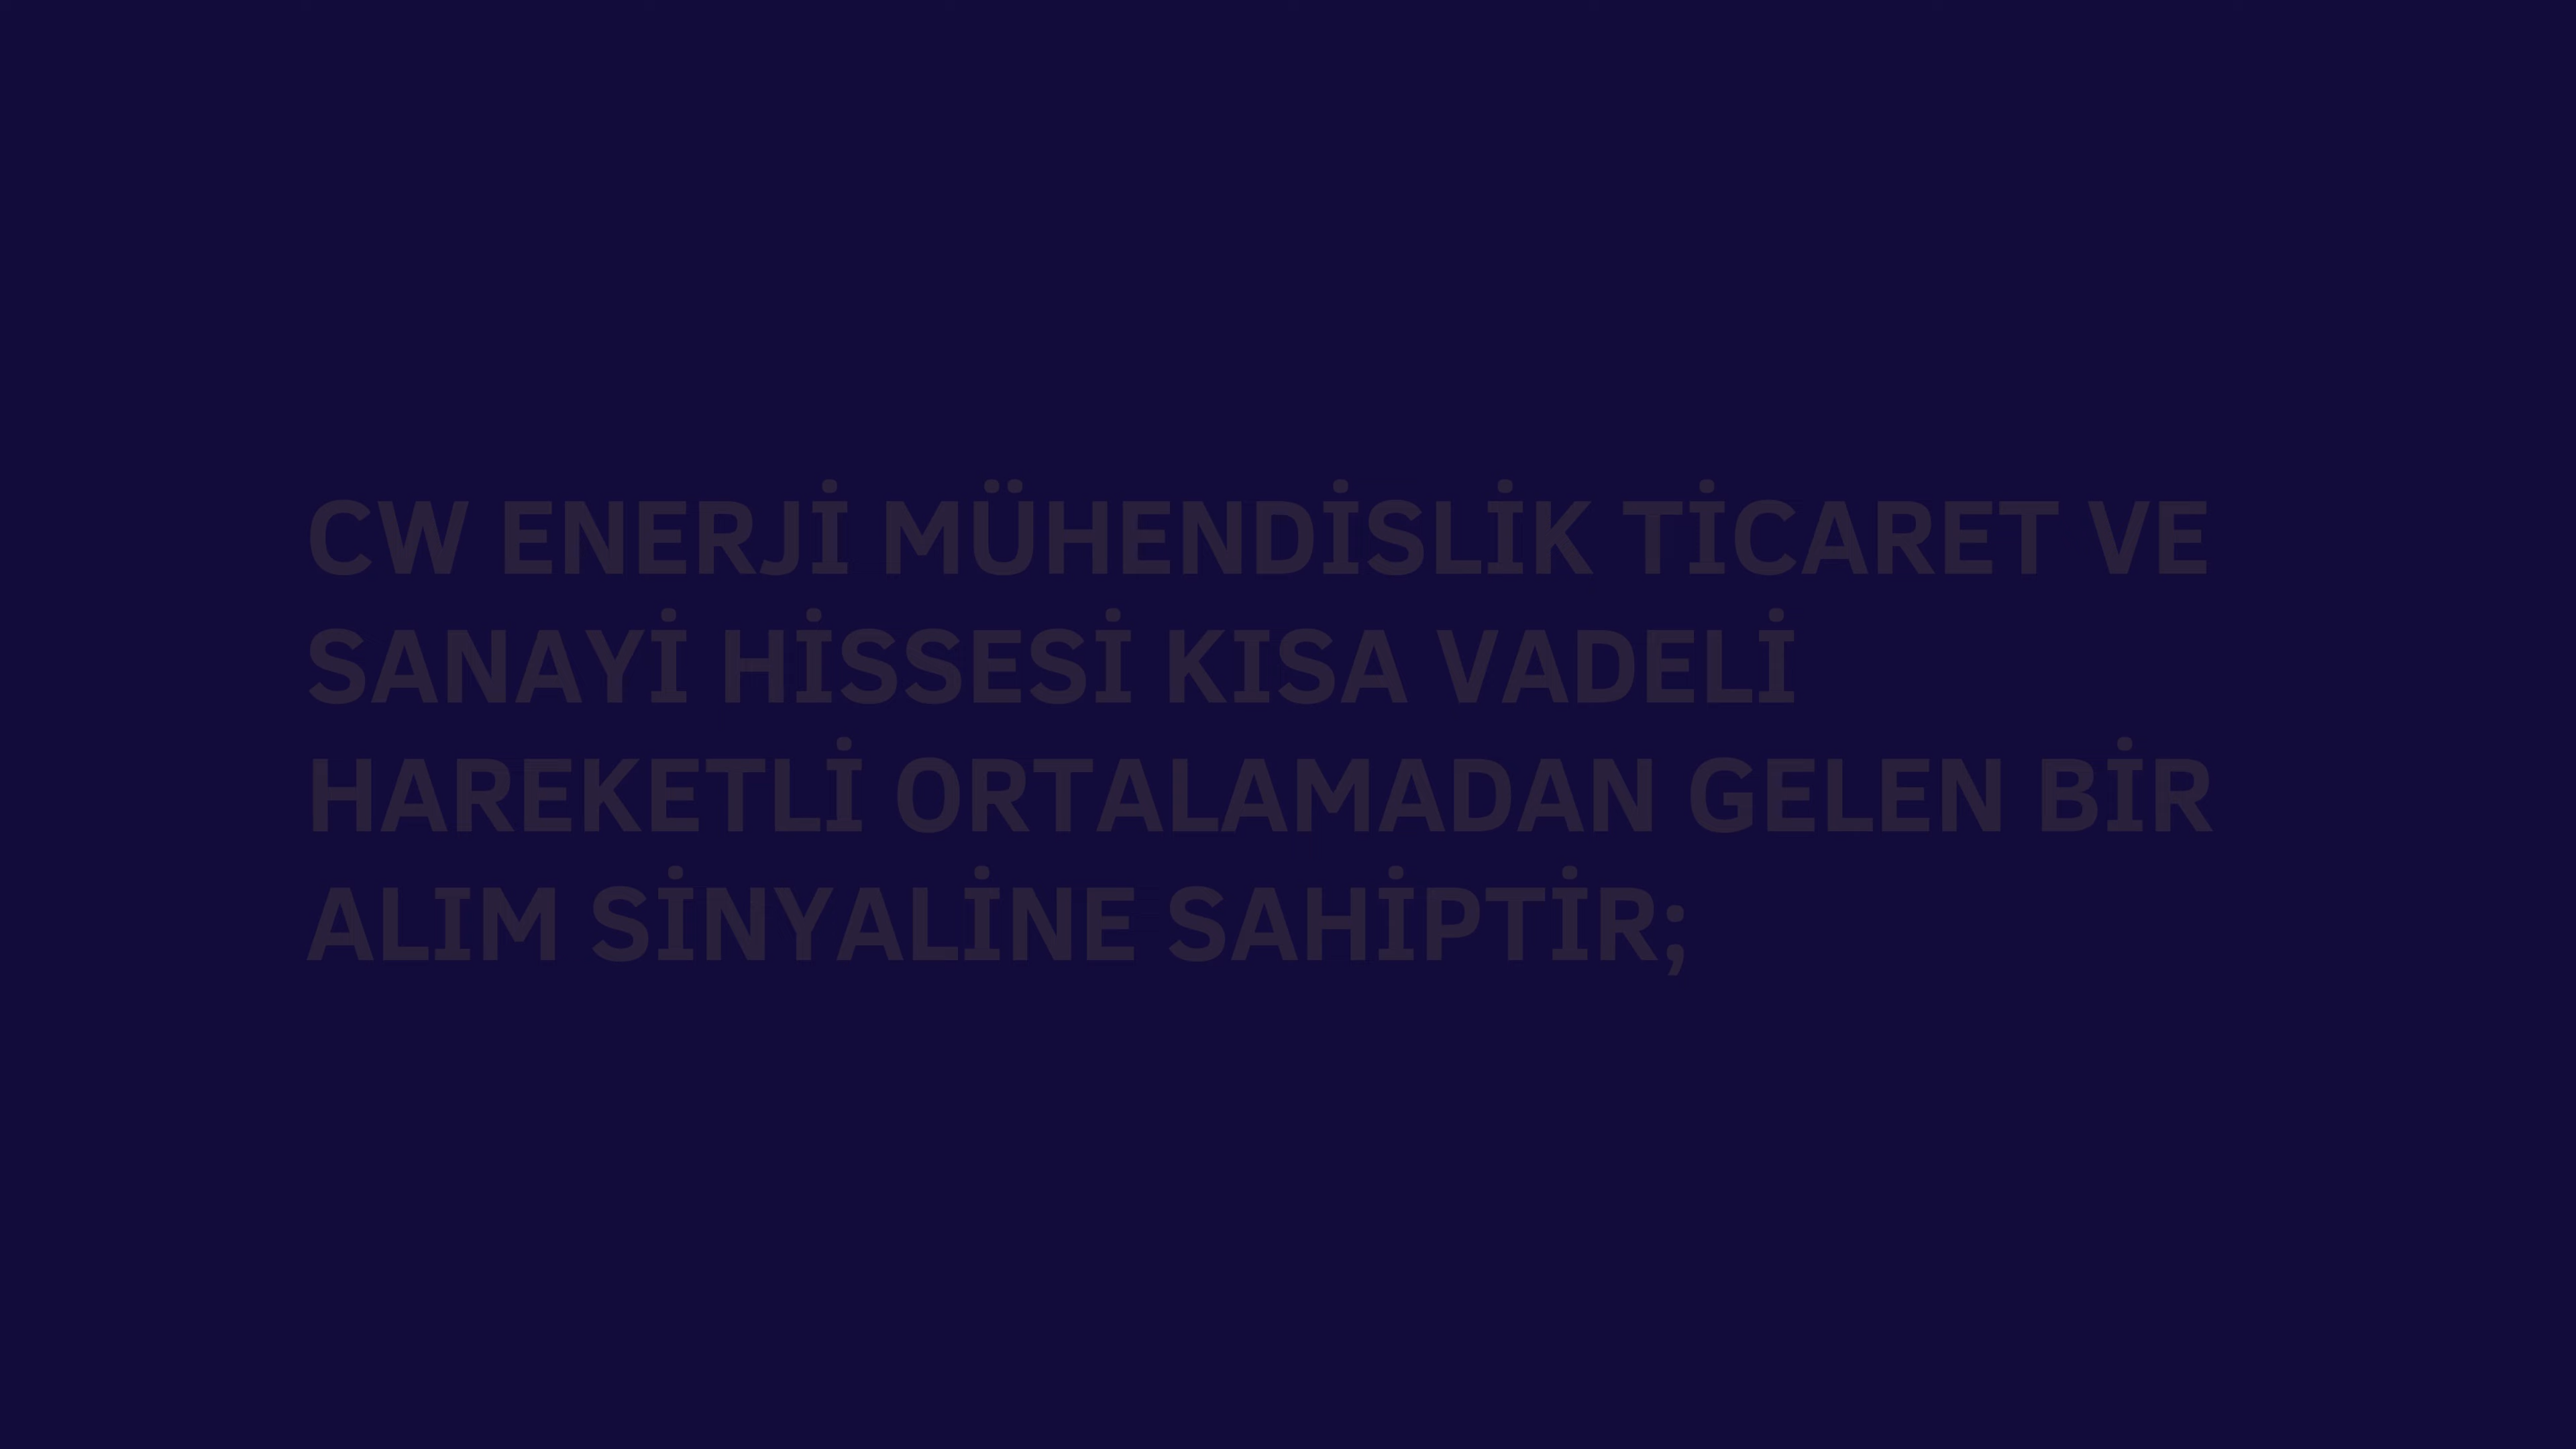 CW ENERJİ MÜHENDİSLİK TİCARET VE
SANAYİ HİSSESİ KISA VADELİ
HAREKETLİ ORTALAMADAN GELEN BİR
ALIM SİNYALİNE SAHİPTİR;